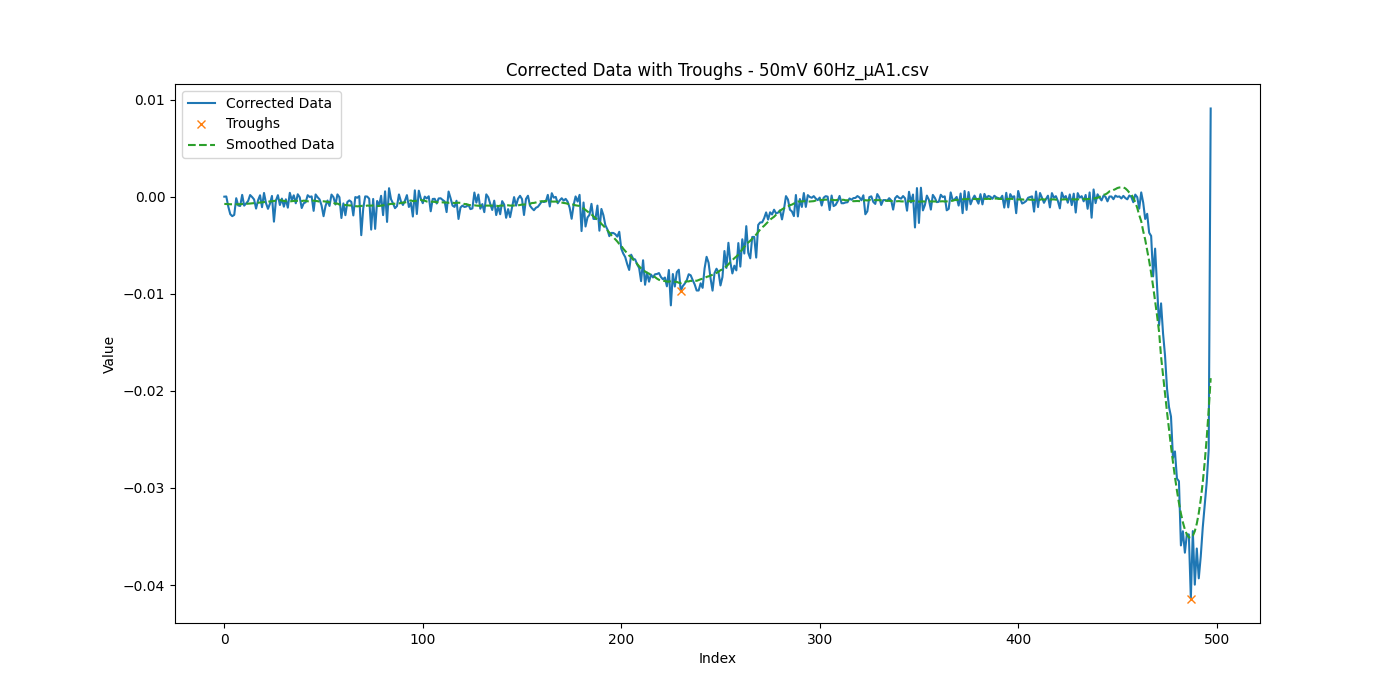 Corrected Data with Troughs - 50mV 60Hz_μA1.csv
Corrected Data
Troughs
Smoothed Data
0.01
0.00
−0.01
−0.02
−0.03
−0.04
Value
0
100
200
300
400
500
Index